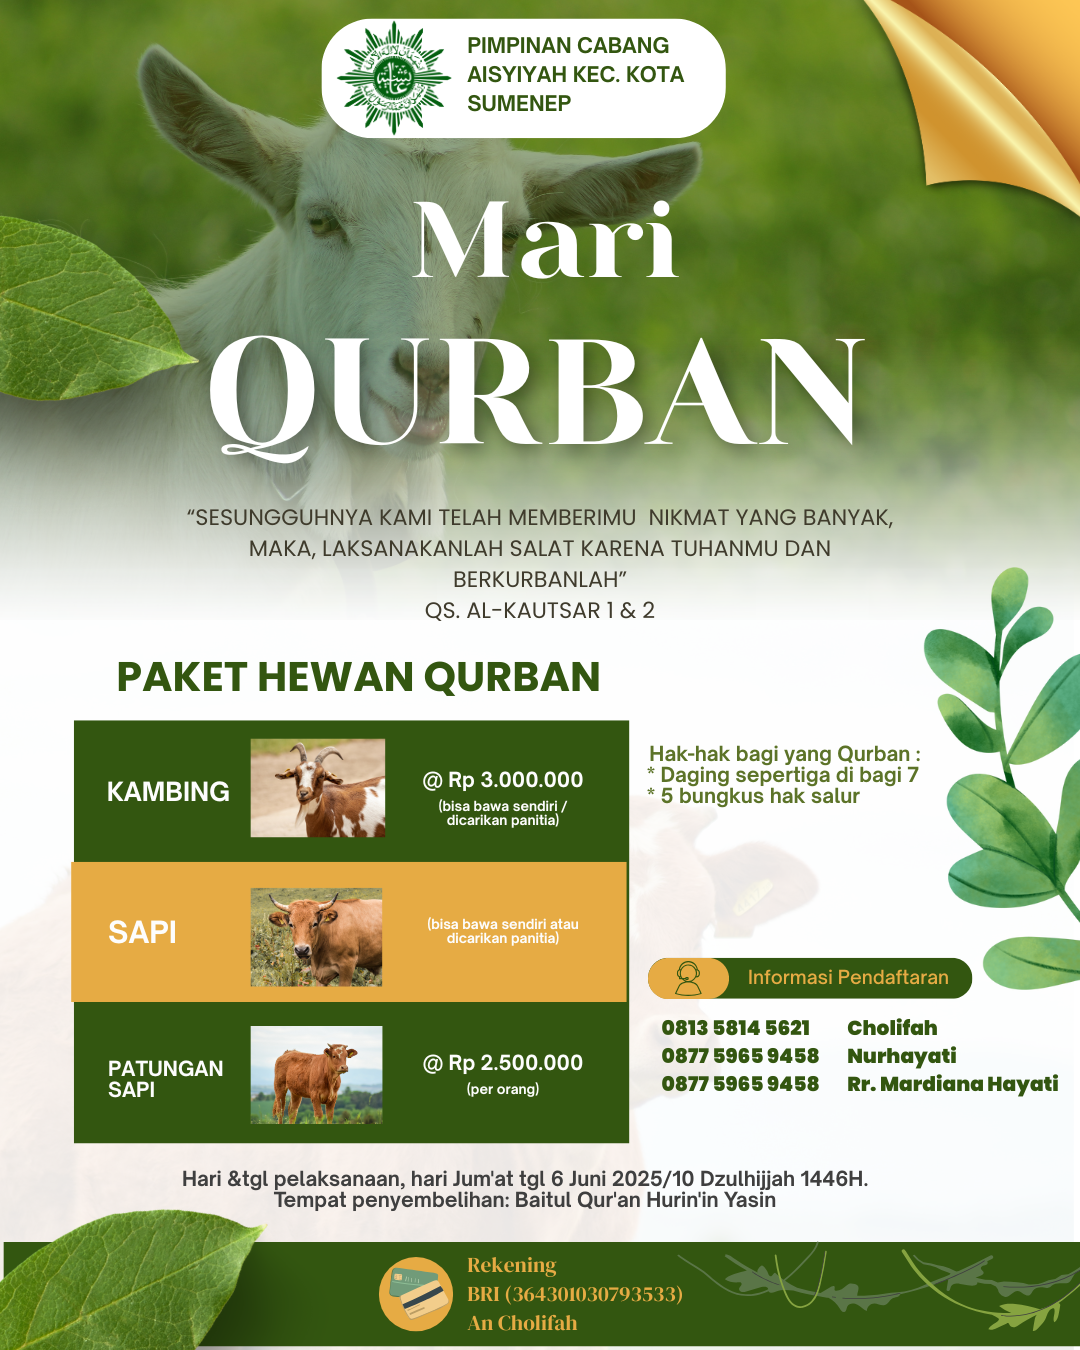 PIMPINAN CABANG
AISYIYAH KEC. KOTA
SUMENEP
Mari
QURBAN
“SESUNGGUHNYA KAMI TELAH MEMBERIMU NIKMAT YANG BANYAK,
MAKA, LAKSANAKANLAH SALAT KARENA TUHANMU DAN
BERKURBANLAH”
QS. AL-KAUTSAR 1 & 2
PAKET HEWAN QURBAN
KAMBING
@ Rp 3.000.000
(bisa bawa sendiri /
dicarikan panitia)
SAPI
(bisa bawa sendiri atau
dicarikan panitia)
PATUNGAN
SAPI
@ Rp 2.500.000
(per orang)
Hak-hak bagi yang Qurban :
* Daging sepertiga di bagi 7
* 5 bungkus hak salur
Informasi Pendaftaran
0813 5814 5621 Cholifah
0877 5965 9458 Nurhayati
0877 5965 9458 Rr. Mardiana Hayati
Hari &tgl pelaksanaan, hari Jum'at tgl 6 Juni 2025/10 Dzulhijjah 1446H.
Tempat penyembelihan: Baitul Qur'an Hurin'in Yasin
Rekening
BRI (364301030793533)
An Cholifah